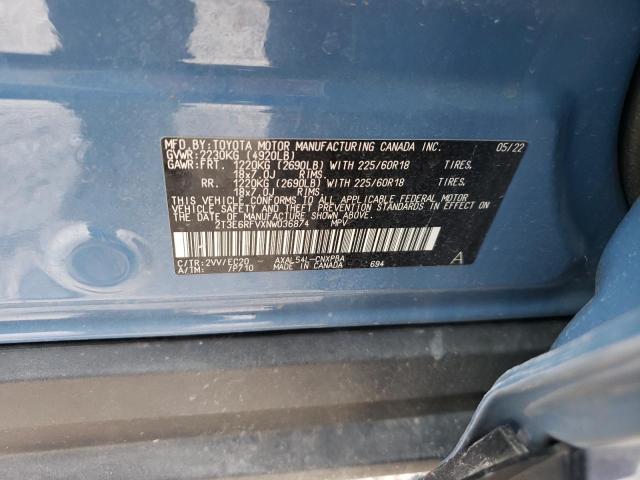 MFD. BY: TOYOTA MOTOR MANUFACTURING CANADA INC. 05/22
GVWR: 2230KG (4920LB)
GAWR: FRT. 1220KG (2690LB) WITH 225/60R18 TIRES.
18x7.0J RIMS.
RR. 1220KG (2690LB) WITH 225/60R18 TIRES.
18x7.0J RIMS.
THIS VEHICLE CONFORMS TO ALL APPLICABLE FEDERAL MOTOR
VEHICLE SAFETY AND BUMPER STANDARDS IN EFFECT ON
THE DATE OF MANUFACTURE SHOWN ABOVE.
2T3E6RFVXNW036874 MPV
C/TR: 2VV/EC20 AXAL54L-CNXPBA A
A/TM: 7P710 MADE IN CANADA 694